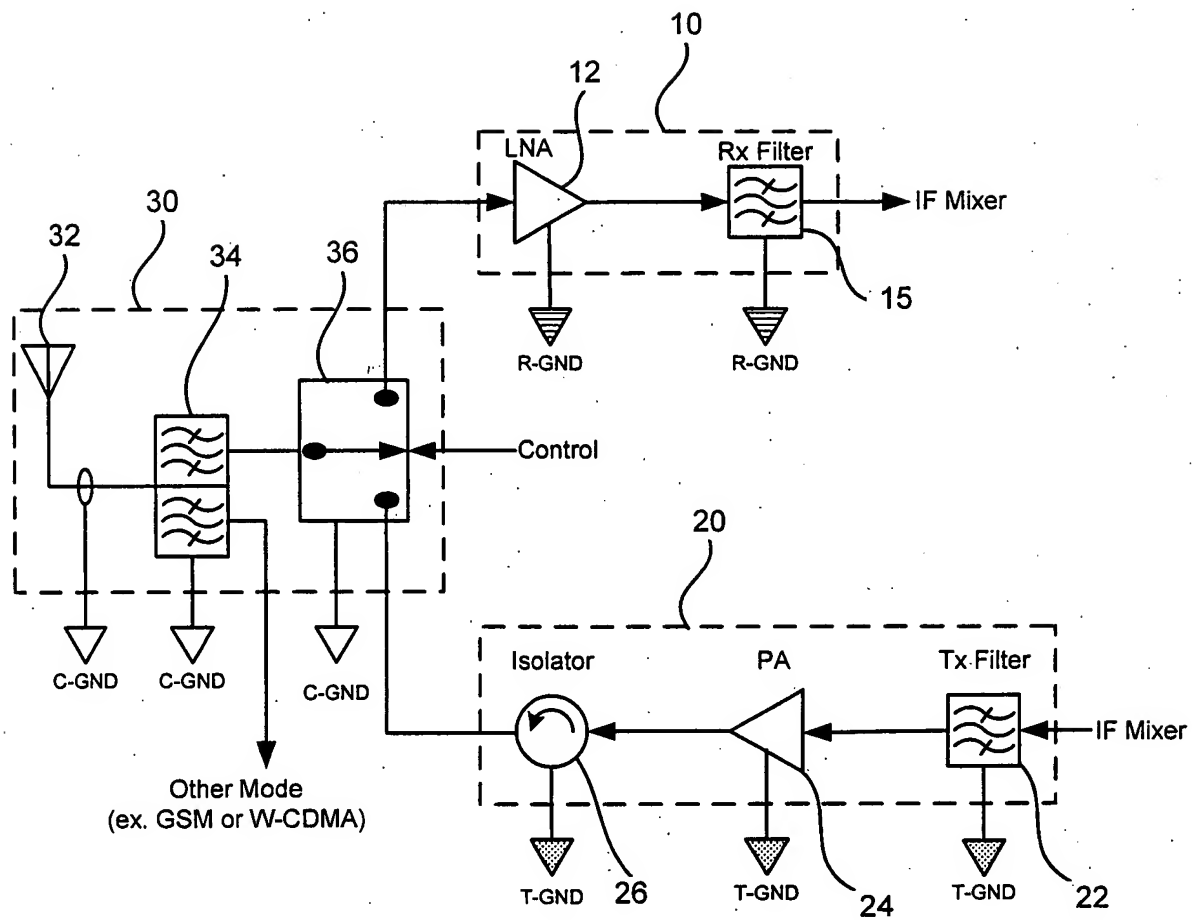 10
12
LNA
Rx Filter
IF Mixer
15
R-GND
R-GND
30
32
34
36
Control
C-GND
C-GND
C-GND
Other Mode
(ex. GSM or W-CDMA)
20
Isolator
PA
Tx Filter
IF Mixer
T-GND
26
T-GND
24
T-GND
22